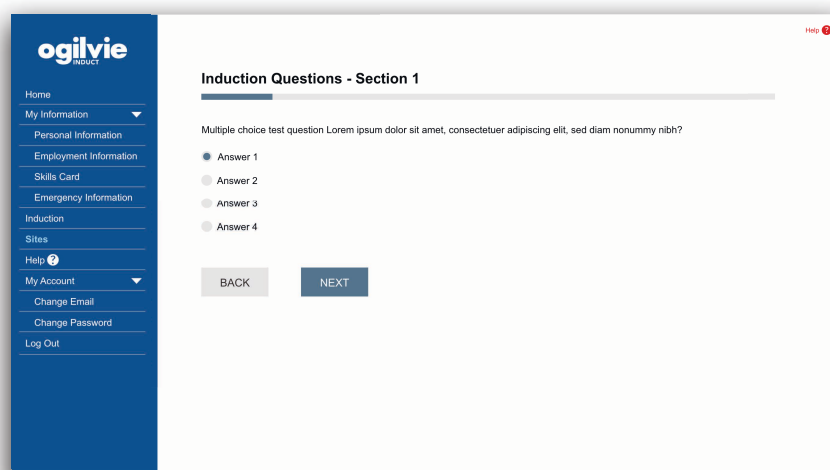 ogilvie
INDUCT
Home
My Information
Personal Information
Employment Information
Skills Card
Emergency Information
Induction
Sites
Help ?
My Account
Change Email
Change Password
Log Out
Help ?
Induction Questions - Section 1
Multiple choice test question Lorem ipsum dolor sit amet, consectetuer adipiscing elit, sed diam nonummy nibh?
Answer 1
Answer 2
Answer 3
Answer 4
BACK NEXT